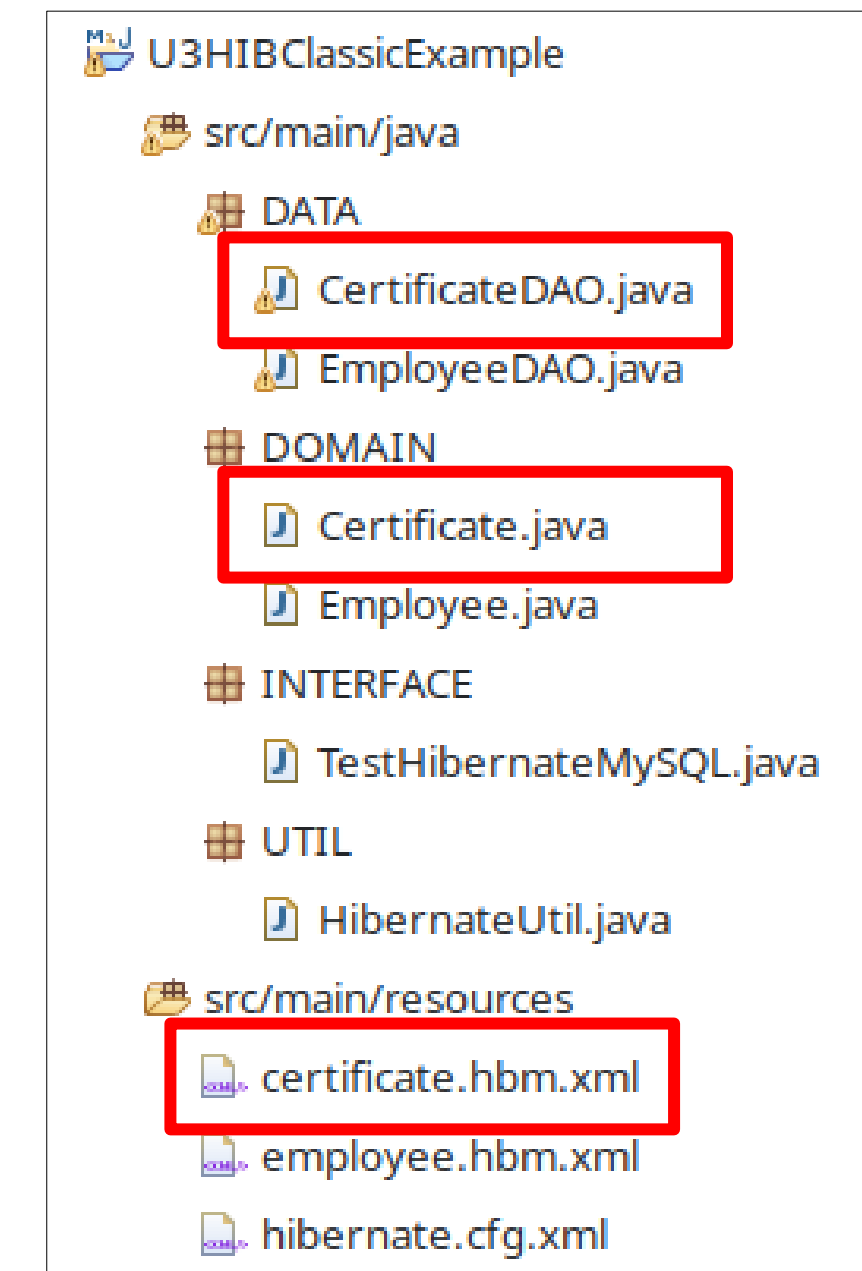 U3HIBClassicExample
src/main/java
DATA
CertificateDAO.java
EmployeeDAO.java
DOMAIN
Certificate.java
Employee.java
INTERFACE
TestHibernateMySQL.java
UTIL
HibernateUtil.java
src/main/resources
certificate.hbm.xml
employee.hbm.xml
hibernate.cfg.xml